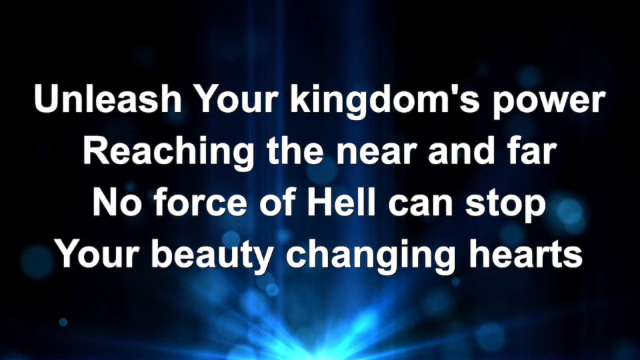 Unleash Your kingdom's power
Reaching the near and far
No force of Hell can stop
Your beauty changing hearts